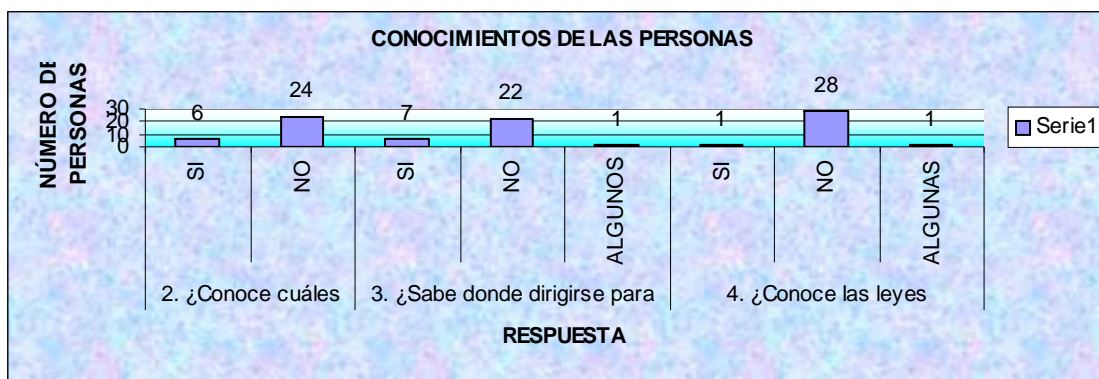 CONOCIMIENTOS DE LAS PERSONAS
NÚMERO DE
PERSONAS
30
20
10
0
6
24
7
22
1
1
28
1
SI
NO
SI
NO
ALGUNOS
SI
NO
ALGUNAS
2. ¿Conoce cuáles
3. ¿Sabe donde dirigirse para
4. ¿Conoce las leyes
RESPUESTA
Serie1